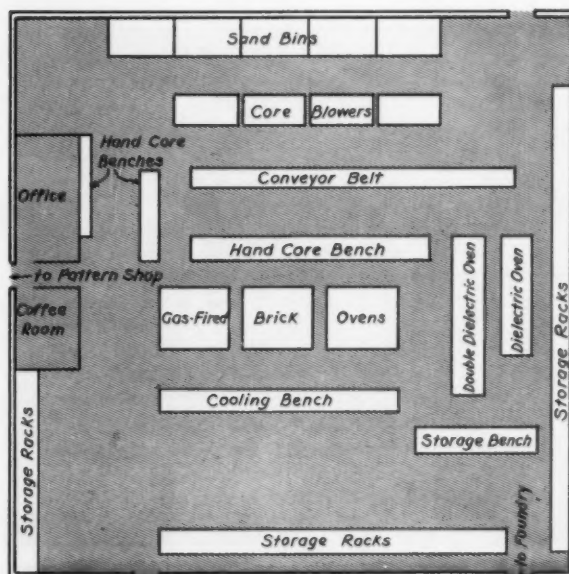 Sand Bins
Core Blowers
Hand Core
Benches
Conveyor Belt
Office
Hand Core Bench
to Pattern Shop
Coffee
Room
Gas-Fired Brick Ovens
Double Dielectric Oven
Dielectric Oven
Storage Racks
Cooling Bench
Storage Bench
Storage Racks
Storage Racks
to Foundry